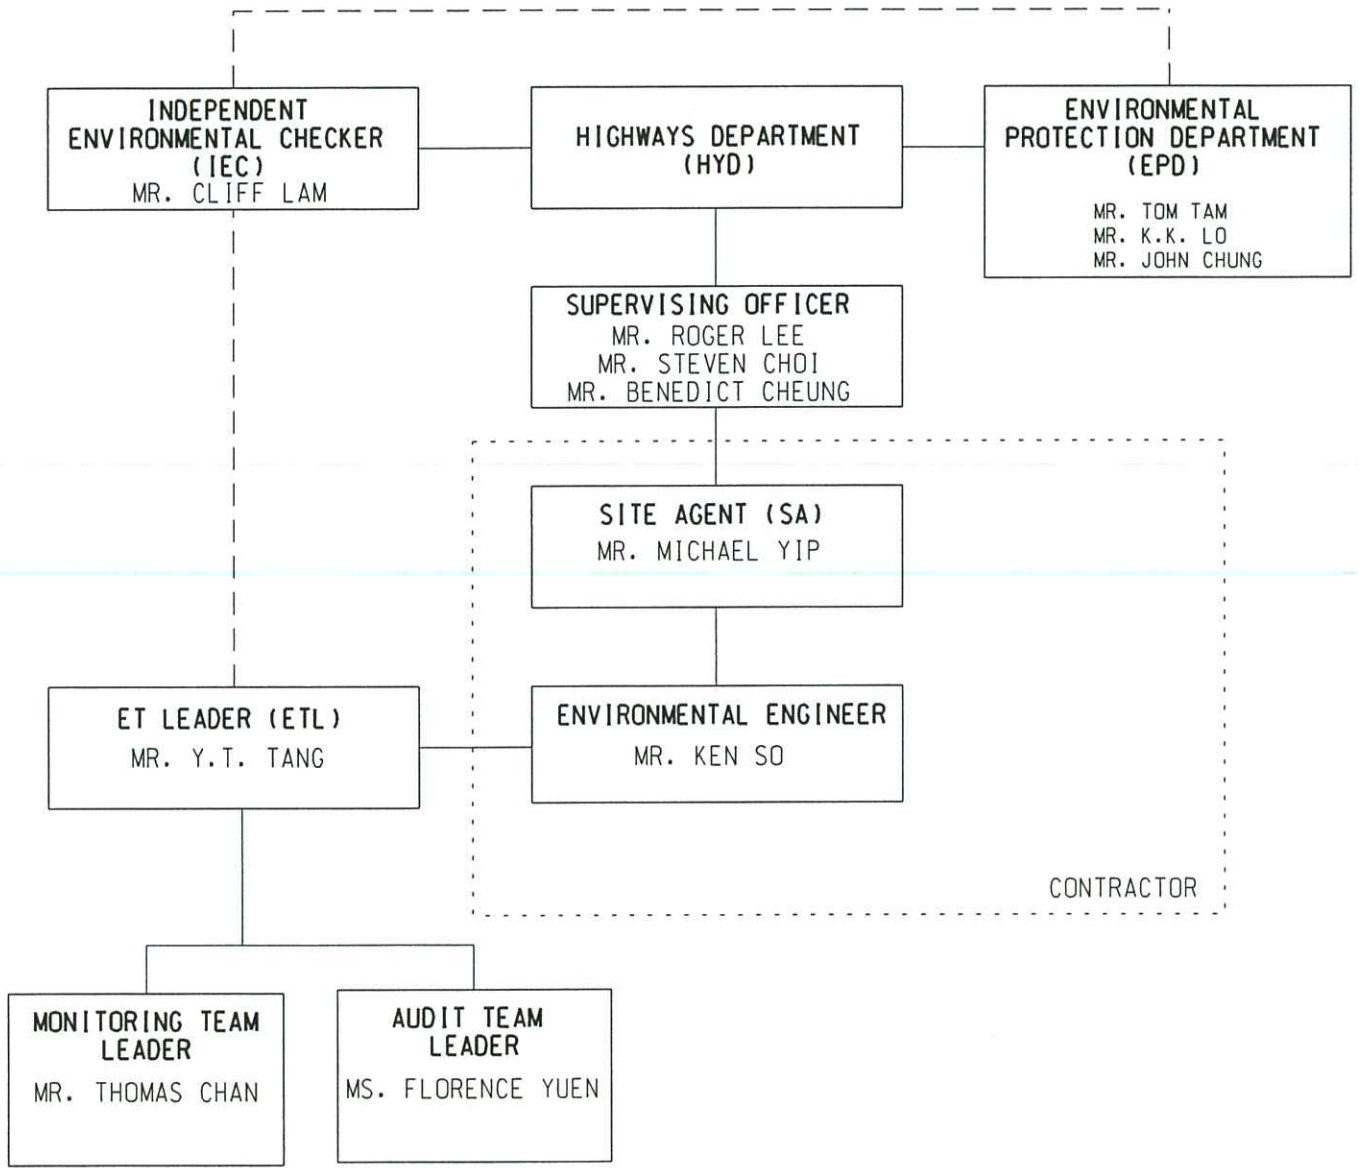 INDEPENDENT
ENVIRONMENTAL CHECKER
(IEC)
MR. CLIFF LAM
HIGHWAYS DEPARTMENT
(HYD)
ENVIRONMENTAL
PROTECTION DEPARTMENT
(EPD)
MR. TOM TAM
MR. K.K. LO
MR. JOHN CHUNG
SUPERVISING OFFICER
MR. ROGER LEE
MR. STEVEN CHOI
MR. BENEDICT CHEUNG
SITE AGENT (SA)
MR. MICHAEL YIP
ET LEADER (ETL)
MR. Y.T. TANG
ENVIRONMENTAL ENGINEER
MR. KEN SO
CONTRACTOR
MONITORING TEAM
LEADER
MR. THOMAS CHAN
AUDIT TEAM
LEADER
MS. FLORENCE YUEN